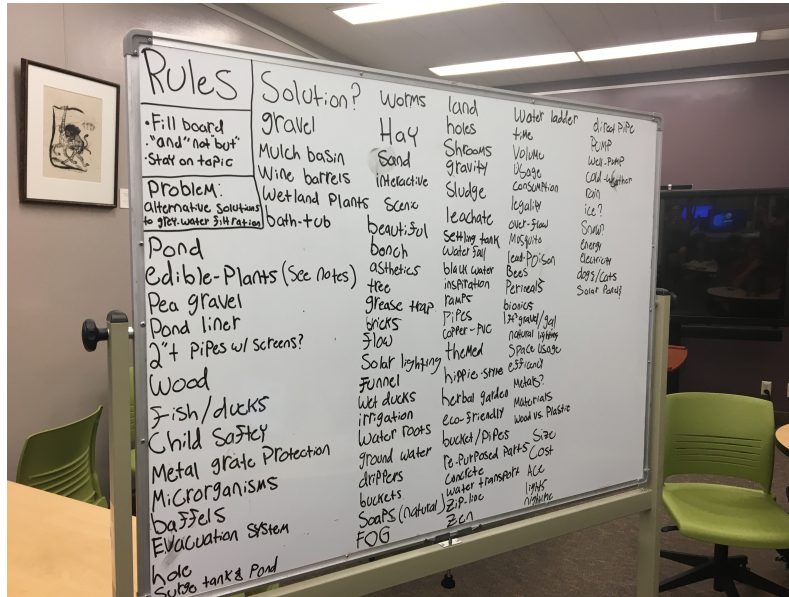 Rules
• Fill board
• "and" not "but"
• Stay on topic
Problem:
alternative solutions
to grey-water filtration
Solution?
gravel
Mulch basin
Wine barrels
Wetland Plants
bath-tub
Pond
edible-Plants (See notes)
Pea gravel
Pond liner
2"+ Pipes w/ screens?
Wood
Fish/ducks
Child Saftey
Metal grate Protection
Microrganisms
baffels
Evacuation System
hole
Surge tank & Pond
worms
Hay
Sand
interactive
Scenic
beautiful
bench
asthetics
tree
grease trap
bricks
flow
Solar lighting
Funnel
Wet ducks
irrigation
Water roots
ground water
drippers
buckets
Soaps (natural)
FOG
land
holes
Shrooms
gravity
Sludge
leachate
Settling tank
Water fall
black water
inspiration
ramps
Pipes
copper-PVC
themed
hippie-style
herbal garden
eco-friendly
bucket/pipes
re-Purposed Parts
Concrete
water transport
Zip-line
Zen
Water ladder
time
Volume
Usage
Consumption
legality
over-flow
Mosquito
lead-Poison
Bees
Perineals
bionics
1ft³ gravel/gal
natural lighting
Space Usage
efficency
Metals?
Materials
Wood vs. Plastic
Size
Cost
Ace
lights
nightime
direct pipe
Pump
Well-Pump
Cold-weather
rain
ice?
Snow?
energy
Electricity
dogs/cats
Solar Panel?